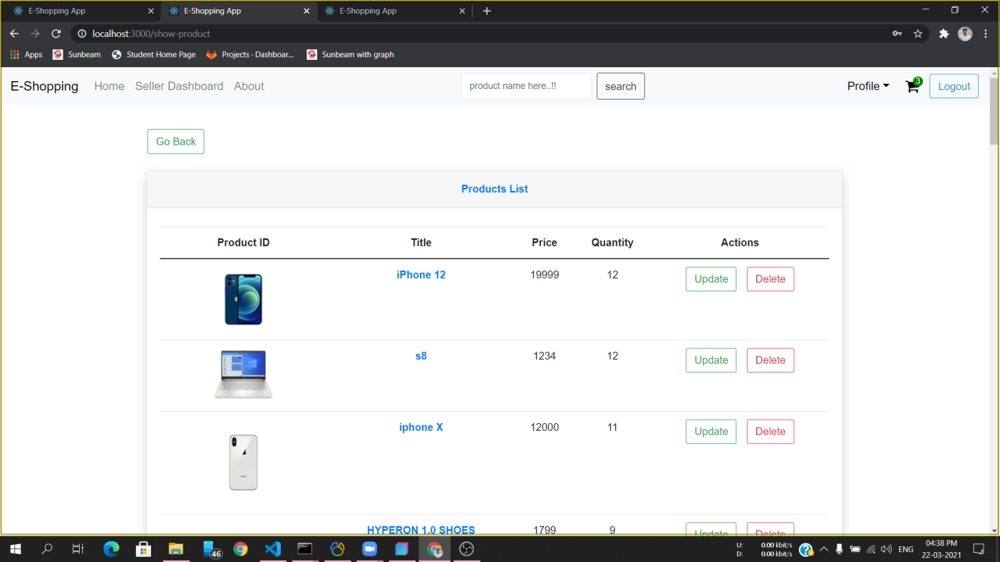 E-Shopping App
E-Shopping App
E-Shopping App
localhost:3000/show-product
Apps Sunbeam Student Home Page Projects · Dashboar... Sunbeam with graph
E-Shopping Home Seller Dashboard About product name here..!! search Profile 3 Logout
Go Back
Products List
Product ID Title Price Quantity Actions
iPhone 12 19999 12 Update Delete
s8 1234 12 Update Delete
iphone X 12000 11 Update Delete
HYPERON 1.0 SHOES 1799 9 Update Delete
46
U: 0.00 kbit/s
D: 0.00 kbit/s
ENG
04:38 PM
22-03-2021